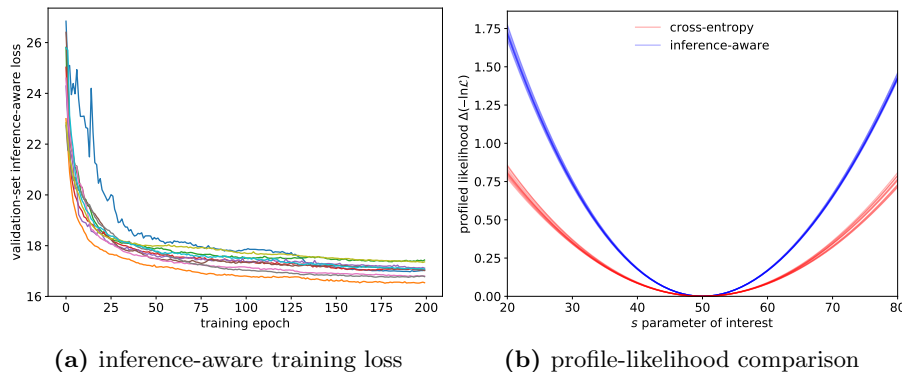 validation-set inference-aware loss
26
24
22
20
18
16
0 25 50 75 100 125 150 175 200
training epoch
(a) inference-aware training loss
profiled likelihood Δ(−lnℒ)
1.75
1.50
1.25
1.00
0.75
0.50
0.25
0.00
cross-entropy
inference-aware
20 30 40 50 60 70 80
s parameter of interest
(b) profile-likelihood comparison